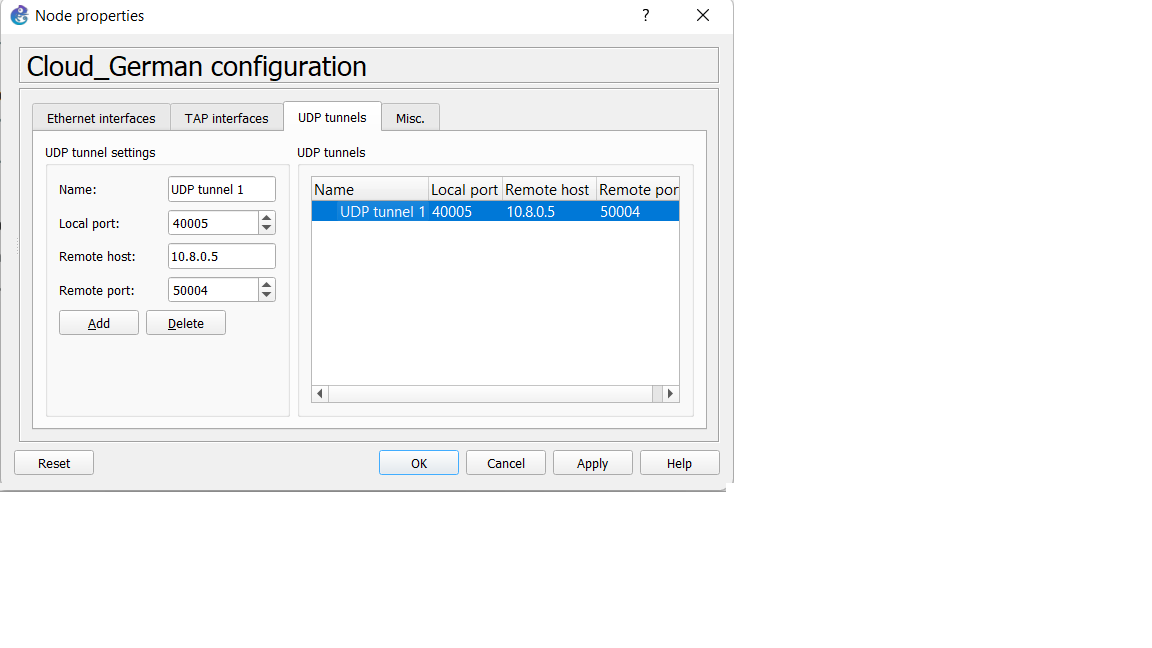 Node properties
?
Cloud_German configuration
Ethernet interfaces TAP interfaces UDP tunnels Misc.
UDP tunnel settings
Name: UDP tunnel 1
Local port: 40005
Remote host: 10.8.0.5
Remote port: 50004
Add Delete
UDP tunnels
Name Local port Remote host Remote por
UDP tunnel 1 40005 10.8.0.5 50004
Reset OK Cancel Apply Help